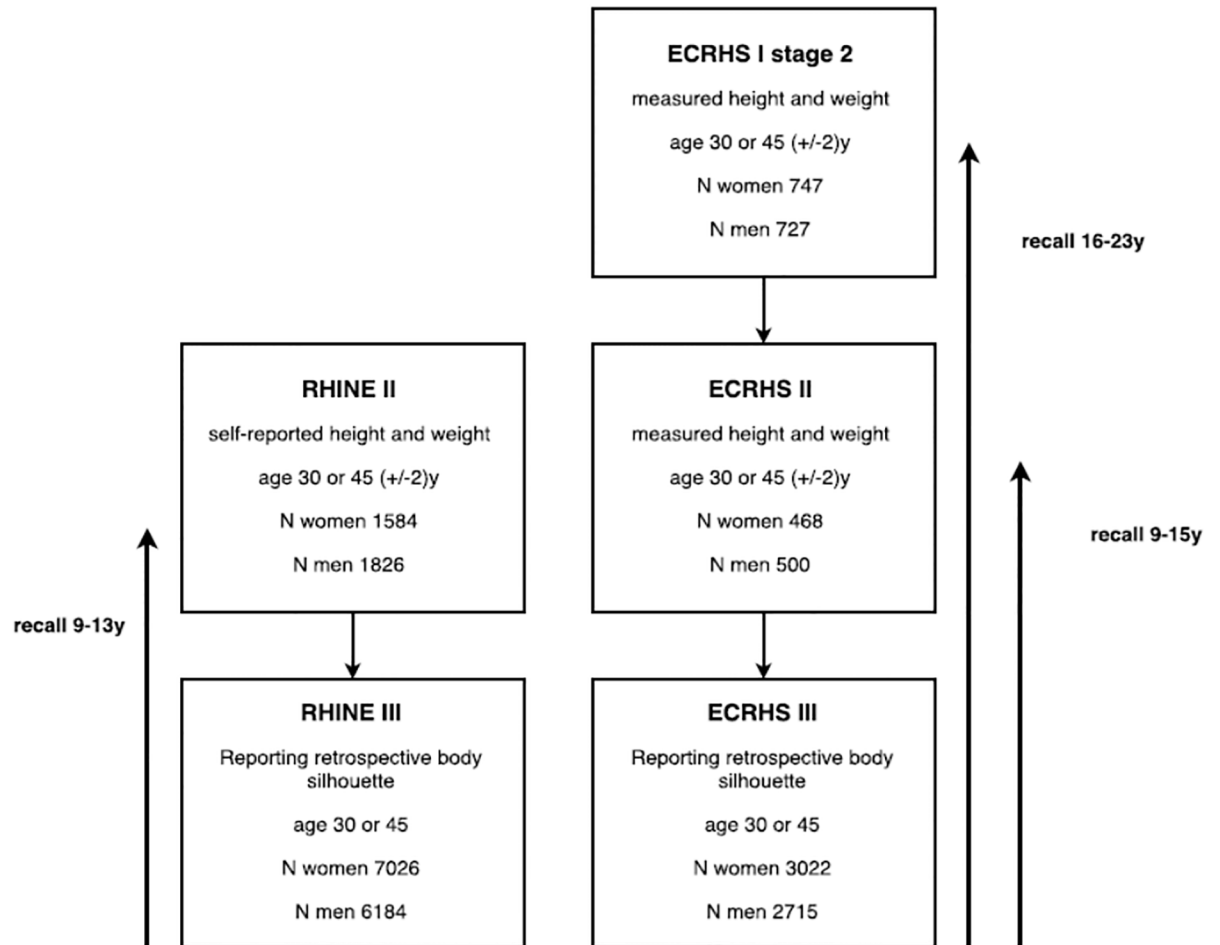 ECRHS I stage 2
measured height and weight
age 30 or 45 (+/-2)y
N women 747
N men 727
recall 16-23y
RHINE II
self-reported height and weight
age 30 or 45 (+/-2)y
N women 1584
N men 1826
ECRHS II
measured height and weight
age 30 or 45 (+/-2)y
N women 468
N men 500
recall 9-15y
recall 9-13y
RHINE III
Reporting retrospective body
silhouette
age 30 or 45
N women 7026
N men 6184
ECRHS III
Reporting retrospective body
silhouette
age 30 or 45
N women 3022
N men 2715